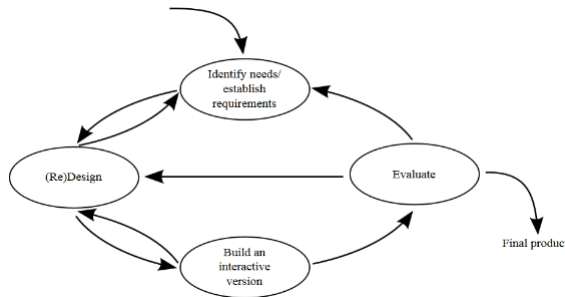 Identify needs/
establish
requirements
(Re)Design
Evaluate
Build an
interactive
version
Final produc